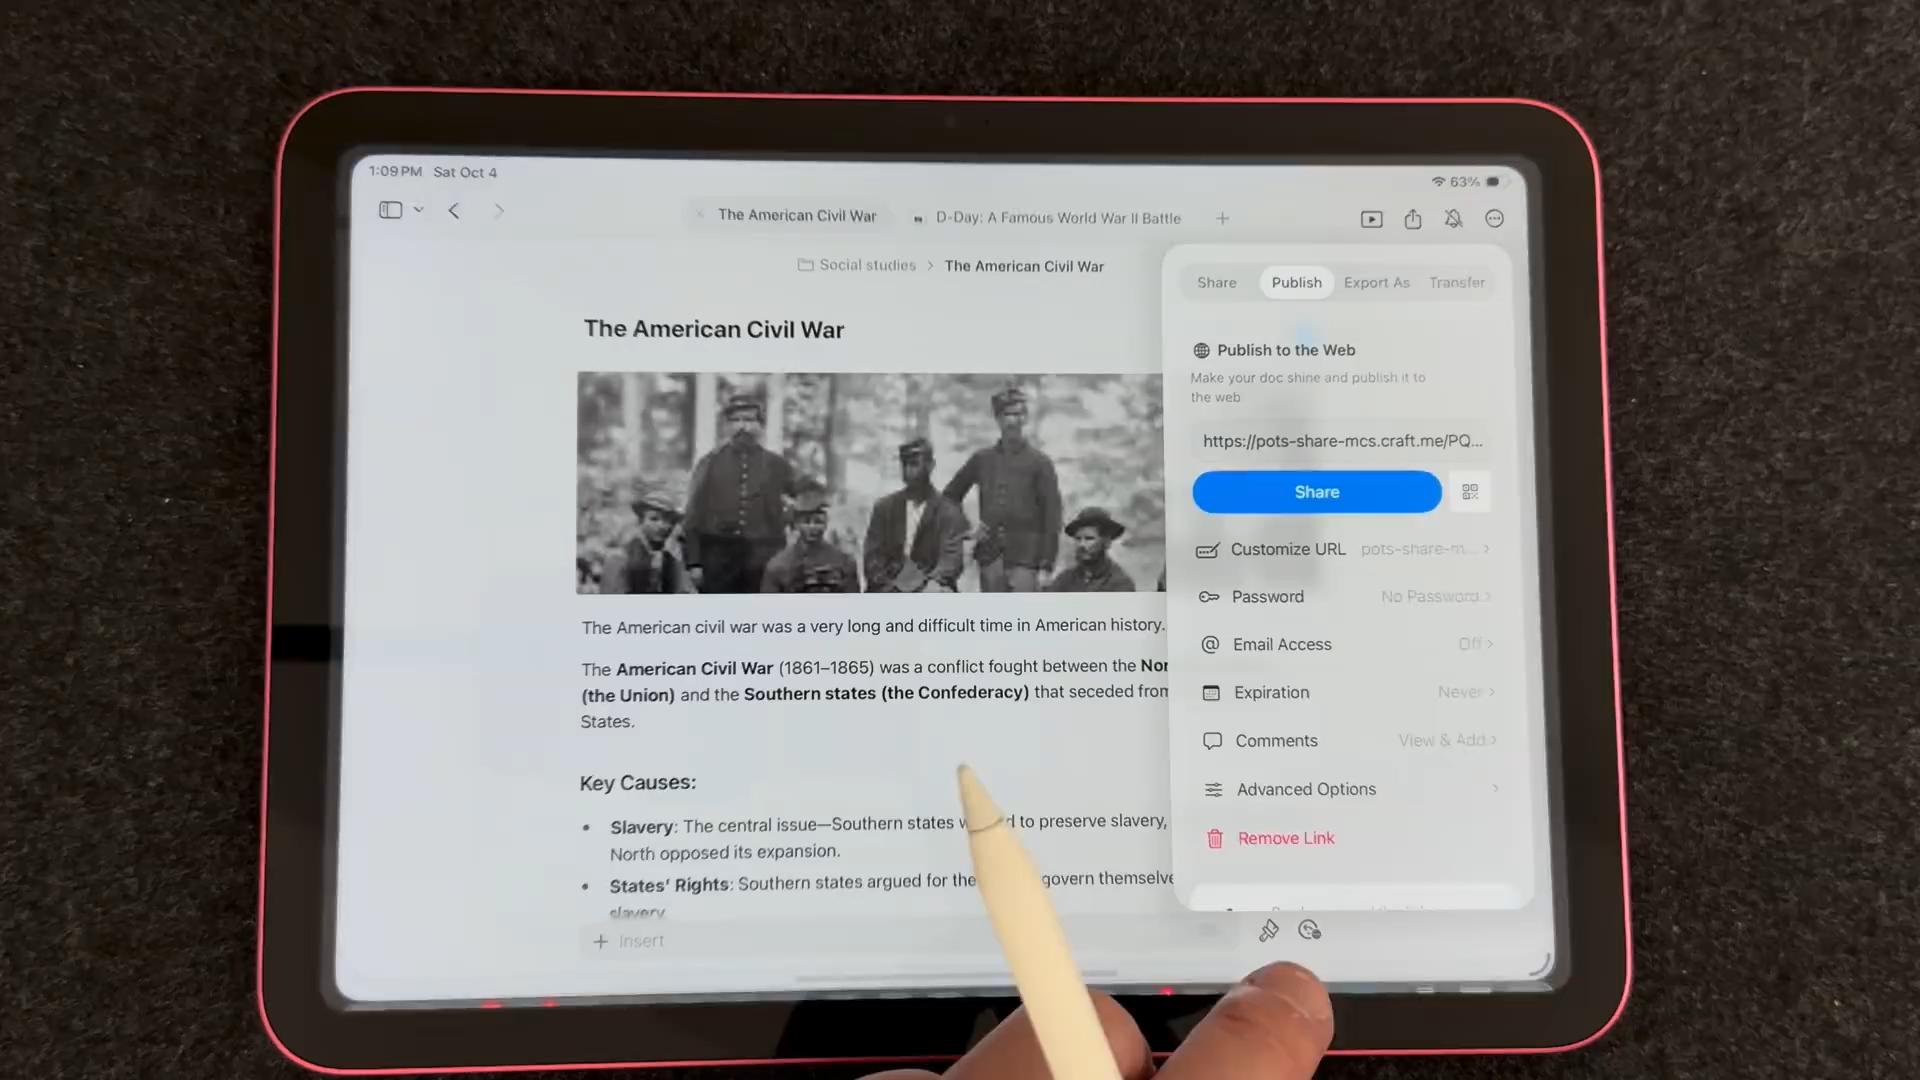 1:09 PM Sat Oct 4
63%
The American Civil War
D-Day: A Famous World War II Battle
Social studies > The American Civil War
The American Civil War
The American civil war was a very long and difficult time in American history.
The American Civil War (1861–1865) was a conflict fought between the Nor
(the Union) and the Southern states (the Confederacy) that seceded from
States.
Key Causes:
• Slavery: The central issue—Southern states w d to preserve slavery,
North opposed its expansion.
• States' Rights: Southern states argued for the govern themselve
slavery
+ Insert
Share Publish Export As Transfer
Publish to the Web
Make your doc shine and publish it to
the web
https://pots-share-mcs.craft.me/PQ...
Share
Customize URL pots-share-m... >
Password No Password >
Email Access Off >
Expiration Never >
Comments View & Add >
Advanced Options >
Remove Link